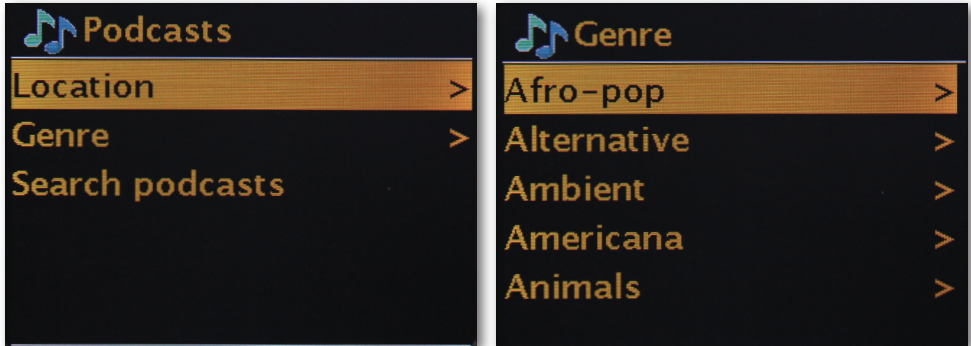 Podcasts
Location >
Genre >
Search podcasts
Genre
Afro-pop >
Alternative >
Ambient >
Americana >
Animals >